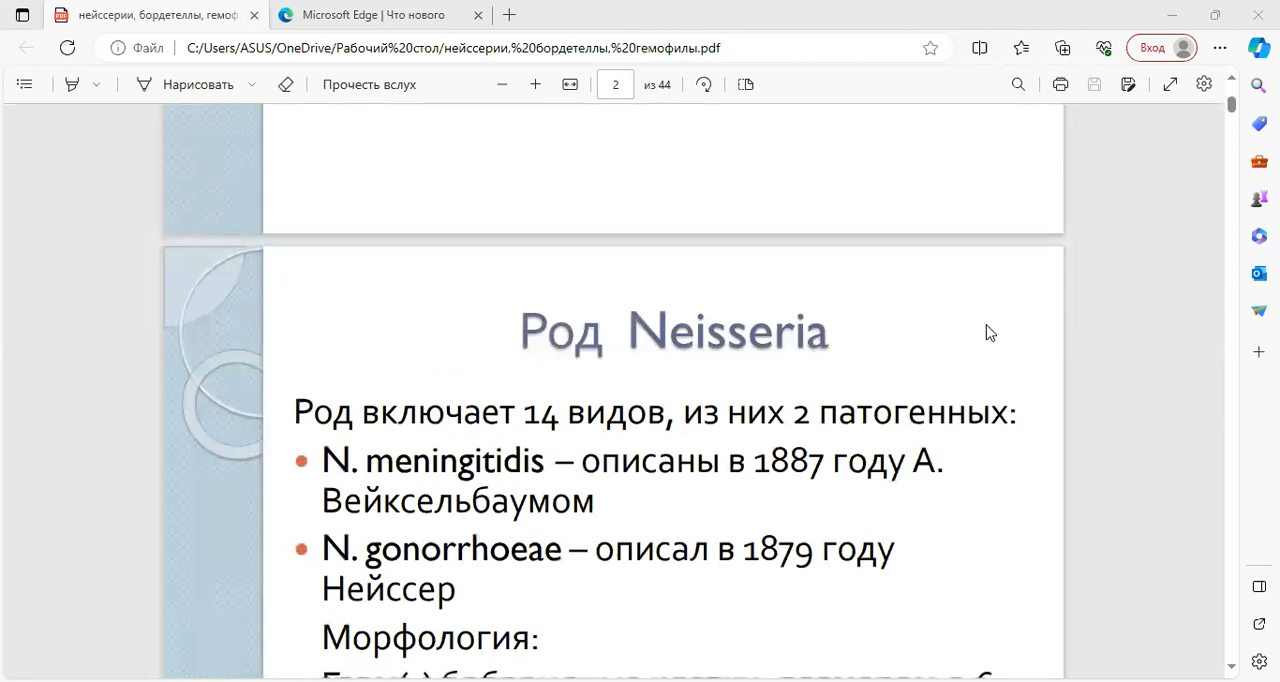 нейссерии, бордетеллы, гемоф
Microsoft Edge | Что нового
Файл
C:/Users/ASUS/OneDrive/Рабочий%20стол/нейссерии,%20бордетеллы,%20гемофилы.pdf
Вход
Нарисовать
Прочесть вслух
2
из 44
Род Neisseria
Род включает 14 видов, из них 2 патогенных:
• N. meningitidis – описаны в 1887 году А.
Вейксельбаумом
• N. gonorrhoeae – описал в 1879 году
Нейссер
Морфология: